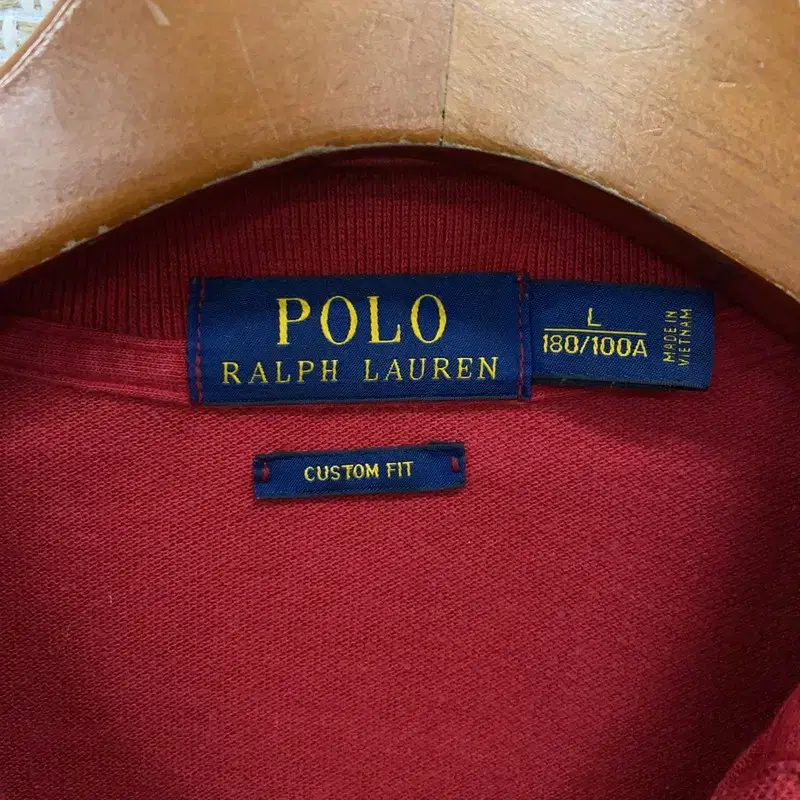 POLO
RALPH LAUREN
L
180/100A
MADE IN
VIETNAM
CUSTOM FIT